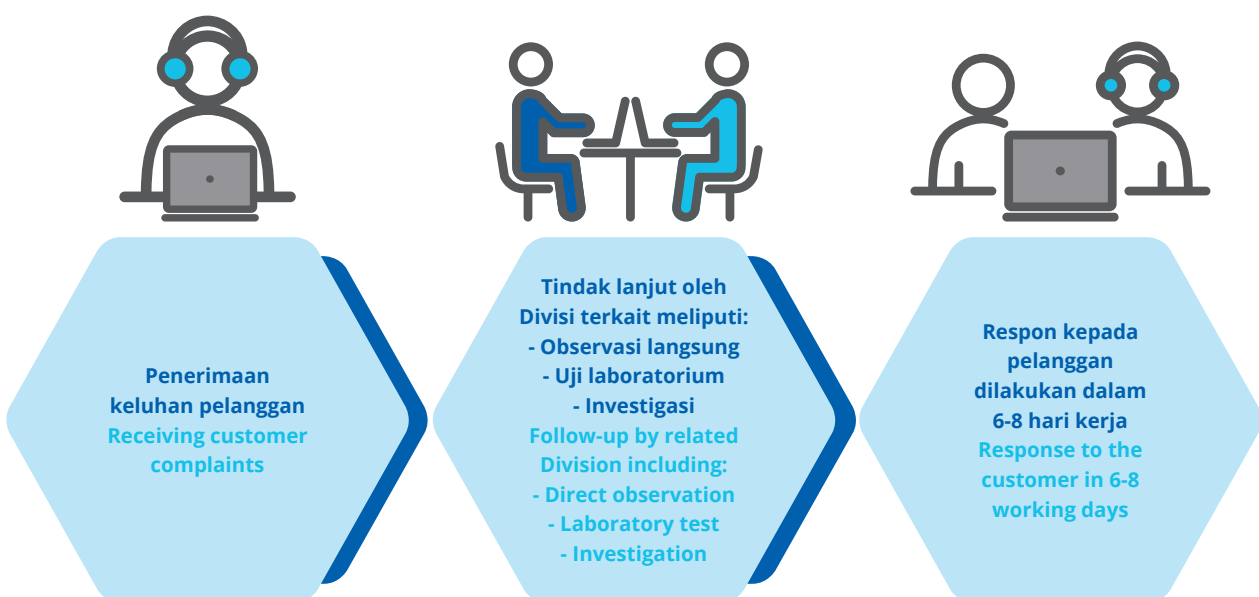 Penerimaan
keluhan pelanggan
Receiving customer
complaints
Tindak lanjut oleh
Divisi terkait meliputi:
- Observasi langsung
- Uji laboratorium
- Investigasi
Follow-up by related
Division including:
- Direct observation
- Laboratory test
- Investigation
Respon kepada
pelanggan
dilakukan dalam
6-8 hari kerja
Response to the
customer in 6-8
working days